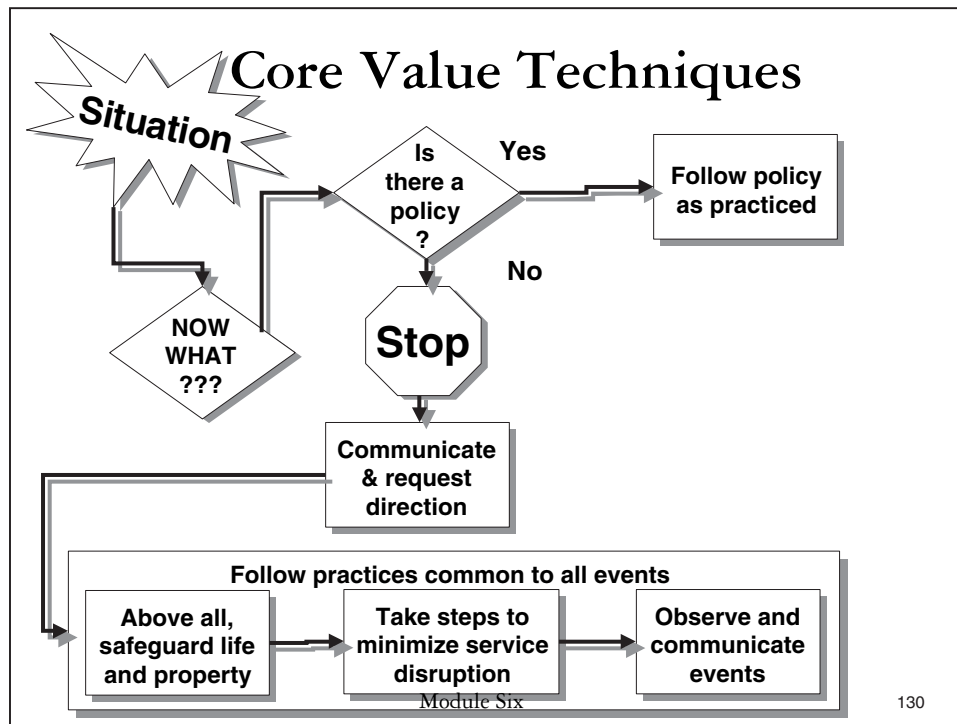 Core Value Techniques
Situation
NOW
WHAT
???
Is
there a
policy
?
Yes
Follow policy
as practiced
No
Stop
Communicate
& request
direction
Follow practices common to all events
Above all,
safeguard life
and property
Take steps to
minimize service
disruption
Observe and
communicate
events
Module Six
130